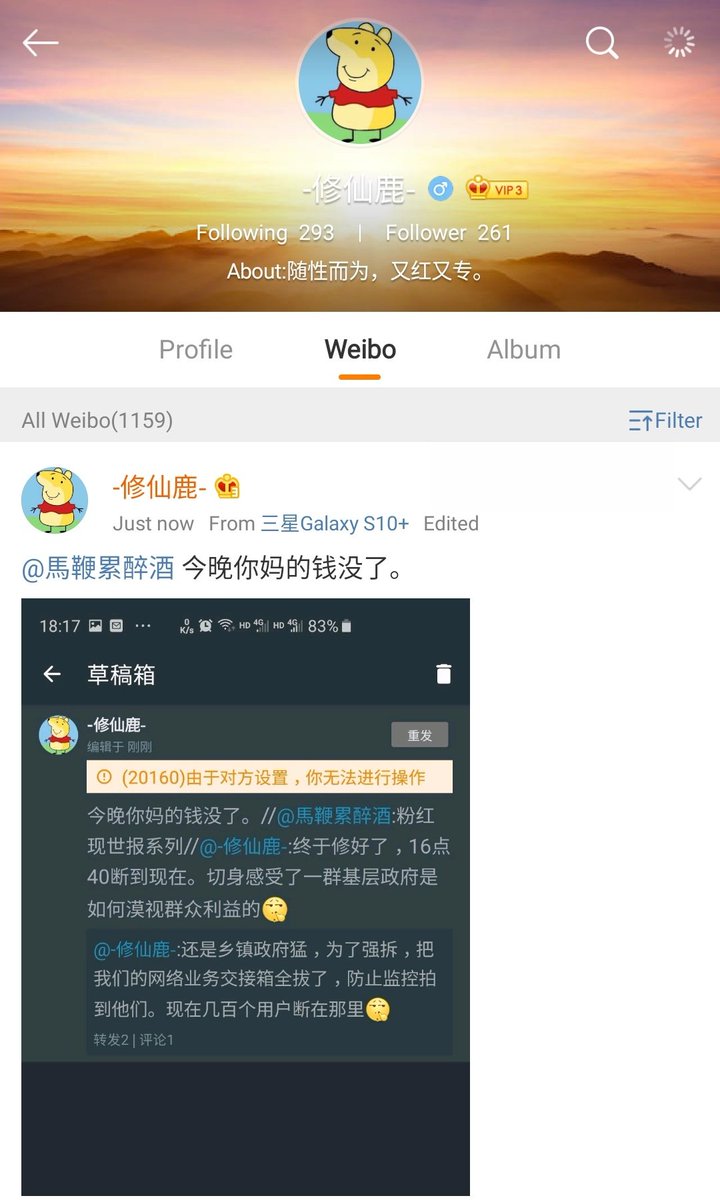 -修仙鹿- VIP 3
Following 293 | Follower 261
About:随性而为，又红又专。
Profile Weibo Album
All Weibo(1159) Filter
-修仙鹿-
Just now From 三星Galaxy S10+ Edited
@馬鞭累醉酒 今晚你妈的钱没了。
18:17 ··· 0 K/s HD 4G HD 4G 83%
草稿箱
-修仙鹿-
编辑于 刚刚
重发
(20160)由于对方设置，你无法进行操作
今晚你妈的钱没了。//@馬鞭累醉酒:粉红
现世报系列//@-修仙鹿-:终于修好了，16点
40断到现在。切身感受了一群基层政府是
如何漠视群众利益的
@-修仙鹿-:还是乡镇政府猛，为了强拆，把
我们的网络业务交接箱全拔了，防止监控拍
到他们。现在几百个用户断在那里
转发2 | 评论1